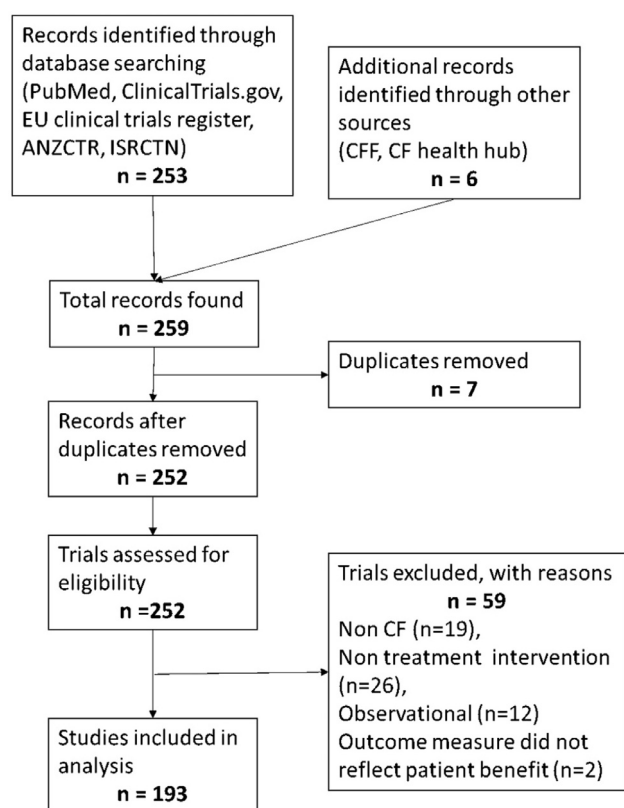 Records identified through
database searching
(PubMed, ClinicalTrials.gov,
EU clinical trials register,
ANZCTR, ISRCTN)
n = 253
Additional records
identified through other
sources
(CFF, CF health hub)
n = 6
Total records found
n = 259
Duplicates removed
n = 7
Records after
duplicates removed
n = 252
Trials assessed for
eligibility
n =252
Trials excluded, with reasons
n = 59
Non CF (n=19),
Non treatment intervention
(n=26),
Observational (n=12)
Outcome measure did not
reflect patient benefit (n=2)
Studies included in
analysis
n = 193